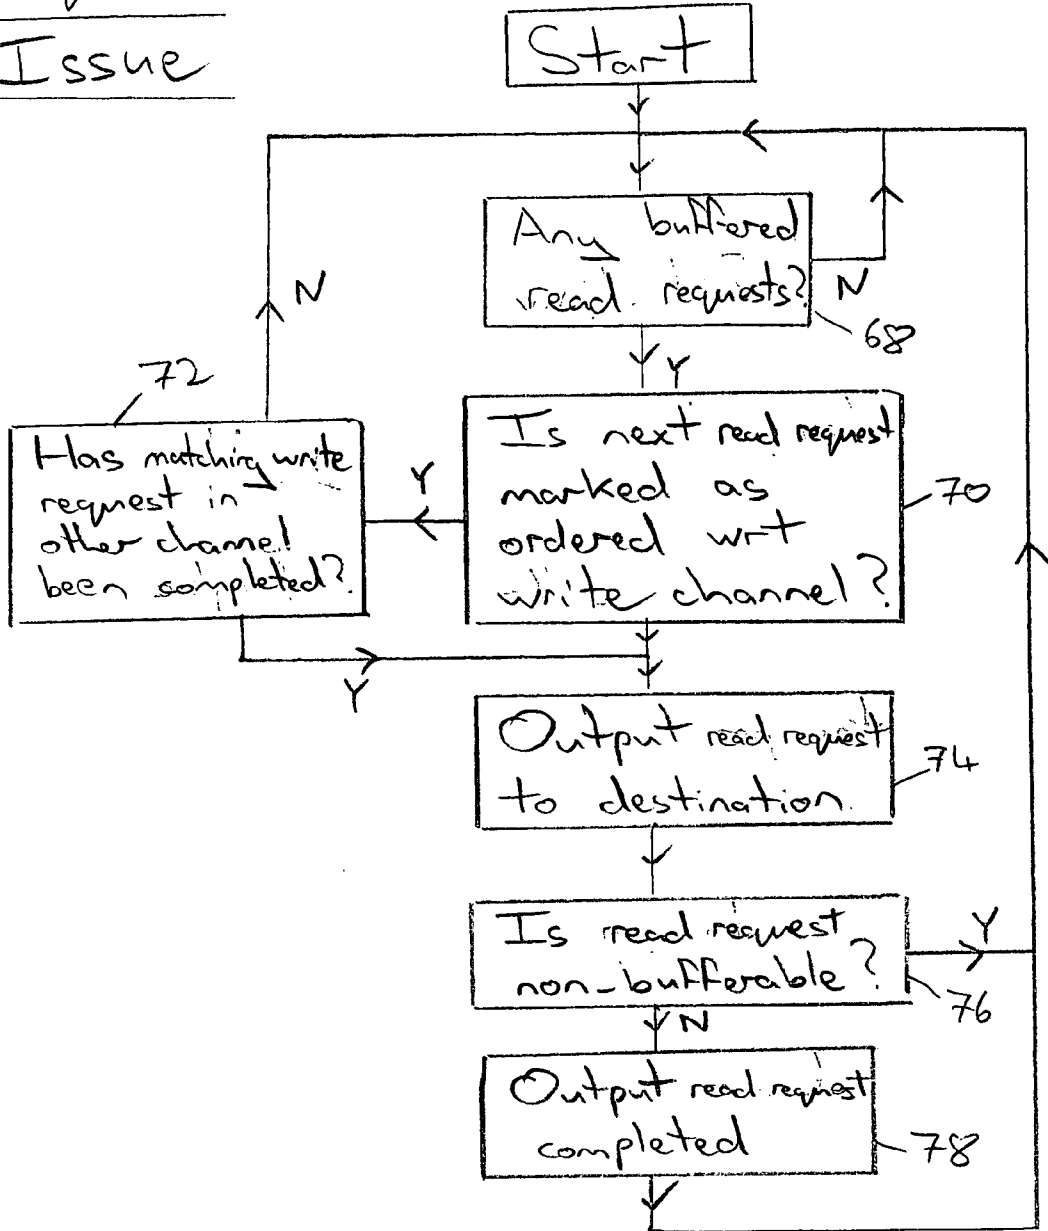 Issue
Start
Any buffered
read requests?
N
68
N
Y
72
Has matching write
request in
other channel
been completed?
Y
Is next read request
marked as
ordered wrt
write channel?
70
Y
Output read request
to destination
74
Is read request
non-bufferable?
Y
76
N
Output read request
completed
78